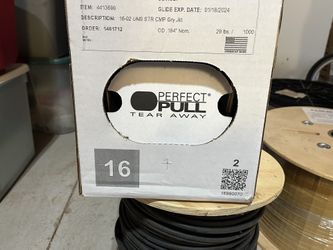 ITEM: 4413686
GLIDE EXP. DATE: 01/18/2024
DESCRIPTION: 16-02 UNS STR CMP Gry Jkt
ORDER: 1481712
OD .184" Nom.
29 lbs. / 1000
PERFECT®
PULL
TEAR AWAY
16
2